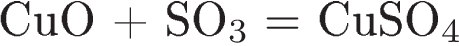 CuO + SO₃ = CuSO₄